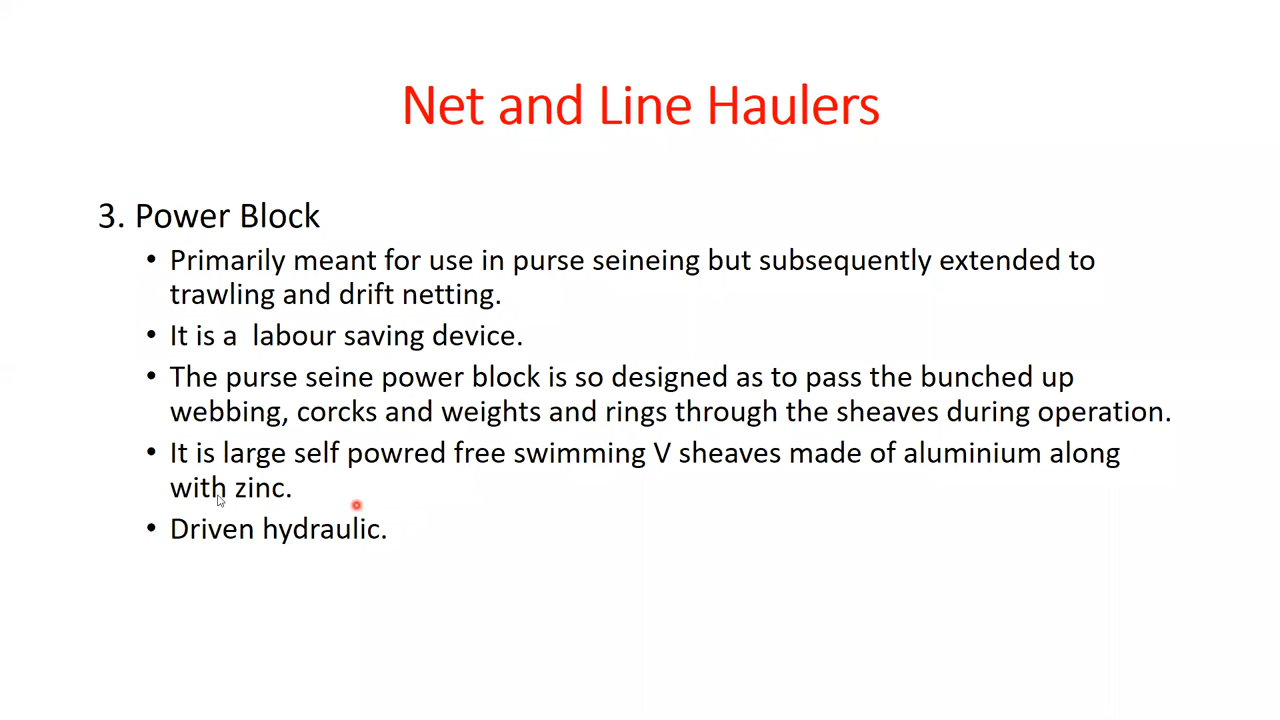 Net and Line Haulers
3. Power Block
• Primarily meant for use in purse seineing but subsequently extended to
trawling and drift netting.
• It is a  labour saving device.
• The purse seine power block is so designed as to pass the bunched up
webbing, corcks and weights and rings through the sheaves during operation.
• It is large self powred free swimming V sheaves made of aluminium along
with zinc.
• Driven hydraulic.